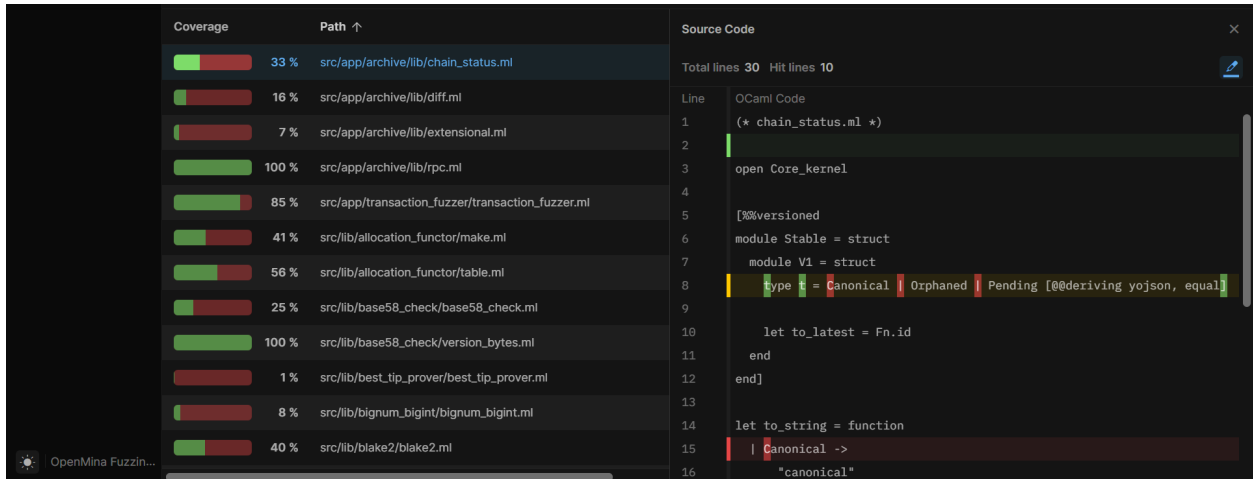 Coverage Path ↑
33 % src/app/archive/lib/chain_status.ml
16 % src/app/archive/lib/diff.ml
7 % src/app/archive/lib/extensional.ml
100 % src/app/archive/lib/rpc.ml
85 % src/app/transaction_fuzzer/transaction_fuzzer.ml
41 % src/lib/allocation_functor/make.ml
56 % src/lib/allocation_functor/table.ml
25 % src/lib/base58_check/base58_check.ml
100 % src/lib/base58_check/version_bytes.ml
1 % src/lib/best_tip_prover/best_tip_prover.ml
8 % src/lib/bignum_bigint/bignum_bigint.ml
40 % src/lib/blake2/blake2.ml
OpenMina Fuzzin...
Source Code
Total lines 30 Hit lines 10
Line OCaml Code
1 (* chain_status.ml *)
2
3 open Core_kernel
4
5 [%%versioned
6 module Stable = struct
7 module V1 = struct
8 type t = Canonical | Orphaned | Pending [@@deriving yojson, equal]
9
10 let to_latest = Fn.id
11 end
12 end]
13
14 let to_string = function
15 | Canonical ->
16 "canonical"